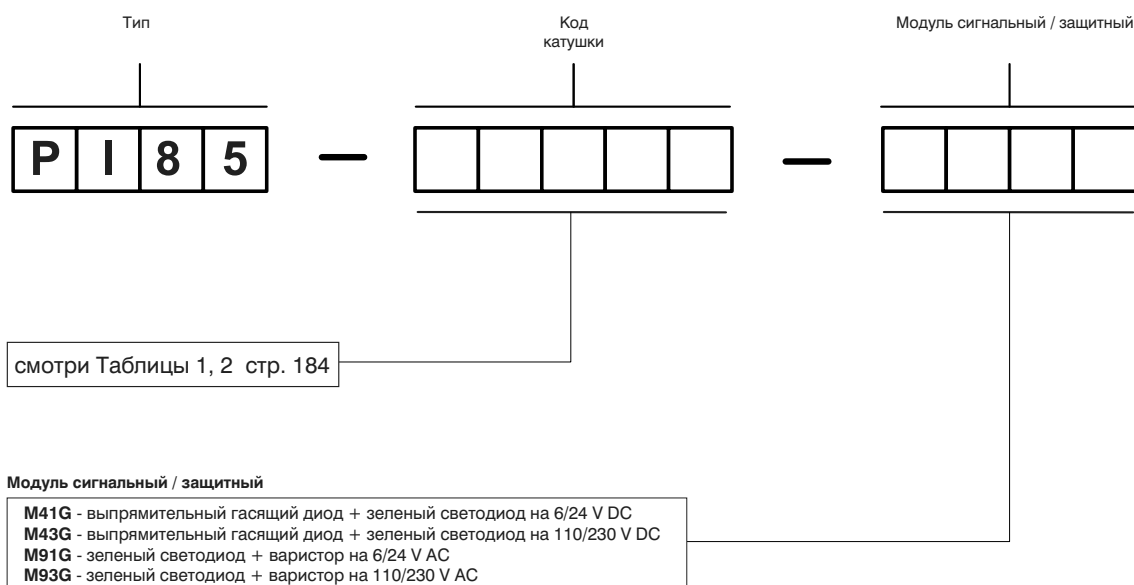 Тип
Код
катушки
Модуль сигнальный / защитный
P I 8 5 — —
смотри Таблицы 1, 2 стр. 184
Модуль сигнальный / защитный
M41G - выпрямительный гасящий диод + зеленый светодиод на 6/24 V DC
M43G - выпрямительный гасящий диод + зеленый светодиод на 110/230 V DC
M91G - зеленый светодиод + варистор на 6/24 V AC
M93G - зеленый светодиод + варистор на 110/230 V AC